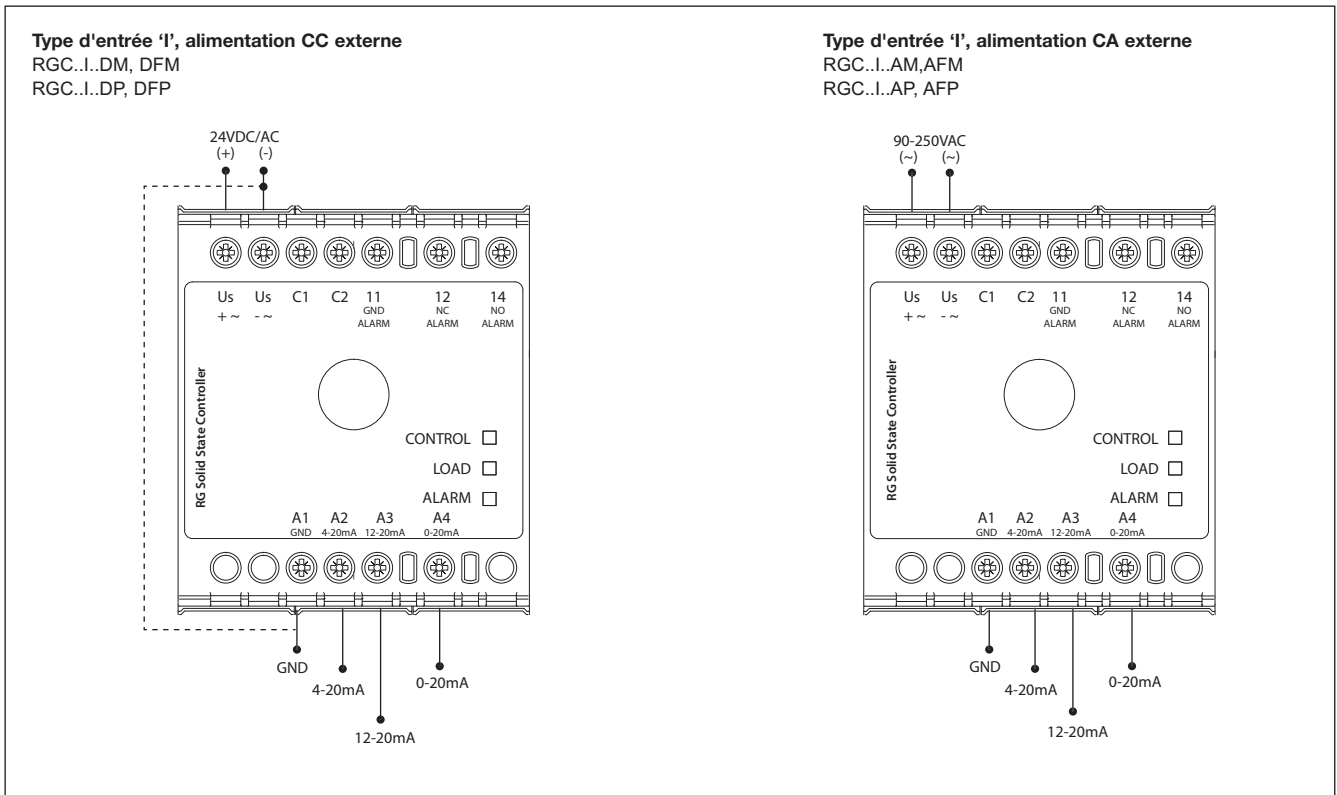 Type d'entrée ‘I’, alimentation CC externe
RGC..I..DM, DFM
RGC..I..DP, DFP
24VDC/AC
(+) (-)
Us Us C1 C2 11 12 14
+ ~ - ~ GND NC NO
ALARM ALARM ALARM
RG Solid State Controller
CONTROL
LOAD
ALARM
A1 A2 A3 A4
GND 4-20mA 12-20mA 0-20mA
GND
4-20mA
0-20mA
12-20mA
Type d'entrée ‘I’, alimentation CA externe
RGC..I..AM,AFM
RGC..I..AP, AFP
90-250VAC
(~) (~)
Us Us C1 C2 11 12 14
+ ~ - ~ GND NC NO
ALARM ALARM ALARM
RG Solid State Controller
CONTROL
LOAD
ALARM
A1 A2 A3 A4
GND 4-20mA 12-20mA 0-20mA
GND
4-20mA
0-20mA
12-20mA